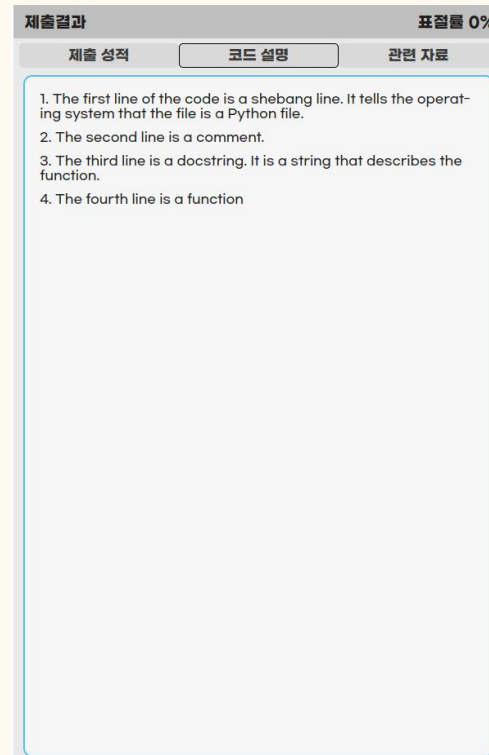 제출결과 표절률 0%
제출 성적 코드 설명 관련 자료
1. The first line of the code is a shebang line. It tells the operat-
ing system that the file is a Python file.
2. The second line is a comment.
3. The third line is a docstring. It is a string that describes the
function.
4. The fourth line is a function